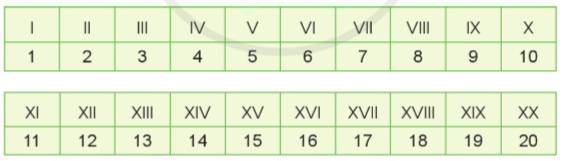 I II III IV V VI VII VIII IX X
1 2 3 4 5 6 7 8 9 10
XI XII XIII XIV XV XVI XVII XVIII XIX XX
11 12 13 14 15 16 17 18 19 20